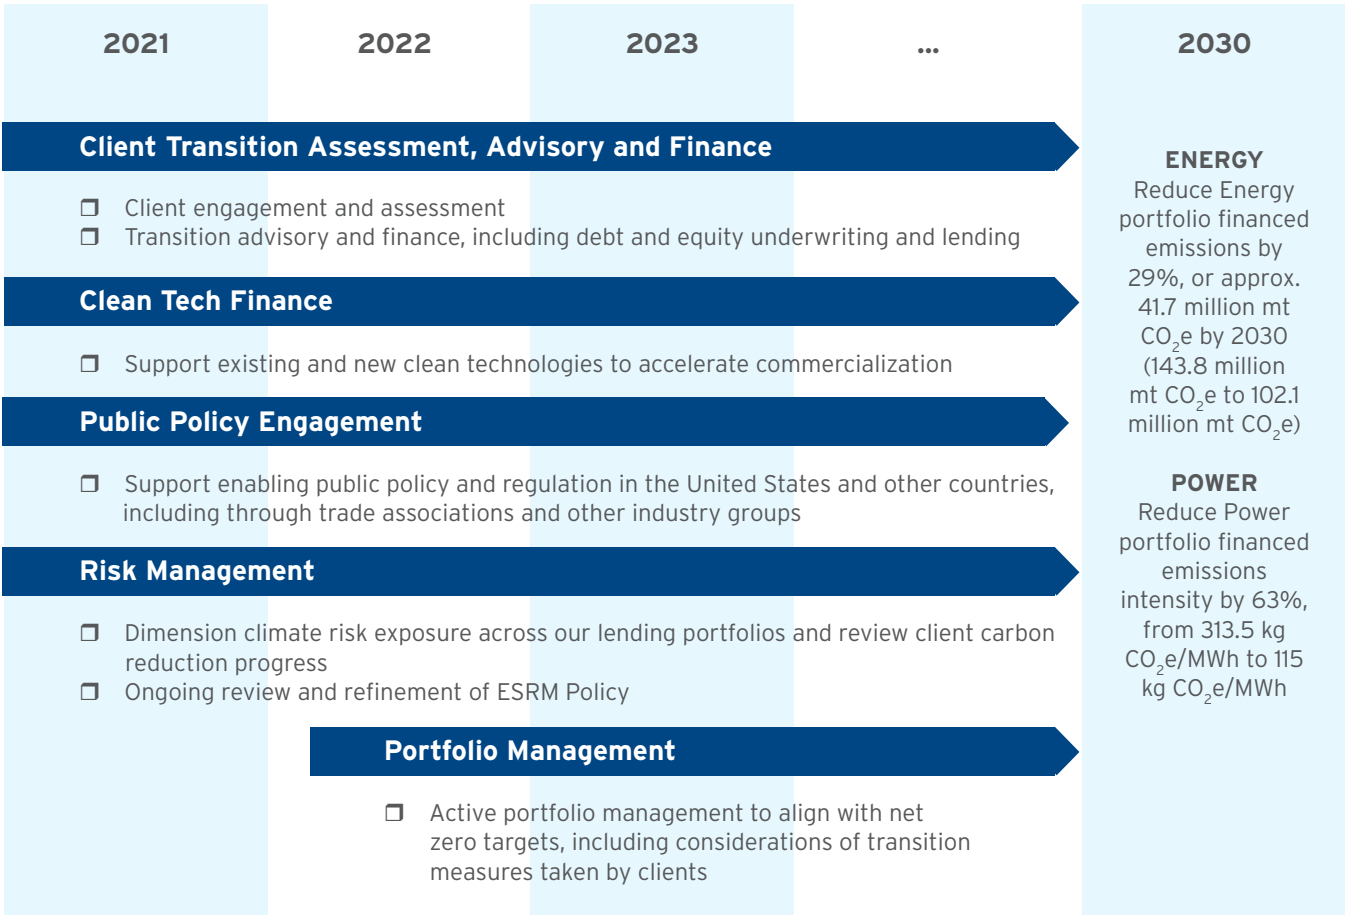 2021 2022 2023 ... 2030
Client Transition Assessment, Advisory and Finance
❒ Client engagement and assessment
❒ Transition advisory and finance, including debt and equity underwriting and lending
Clean Tech Finance
❒ Support existing and new clean technologies to accelerate commercialization
Public Policy Engagement
❒ Support enabling public policy and regulation in the United States and other countries,
including through trade associations and other industry groups
Risk Management
❒ Dimension climate risk exposure across our lending portfolios and review client carbon
reduction progress
❒ Ongoing review and refinement of ESRM Policy
Portfolio Management
❒ Active portfolio management to align with net
zero targets, including considerations of transition
measures taken by clients
ENERGY
Reduce Energy
portfolio financed
emissions by
29%, or approx.
41.7 million mt
CO₂e by 2030
(143.8 million
mt CO₂e to 102.1
million mt CO₂e)
POWER
Reduce Power
portfolio financed
emissions
intensity by 63%,
from 313.5 kg
CO₂e/MWh to 115
kg CO₂e/MWh